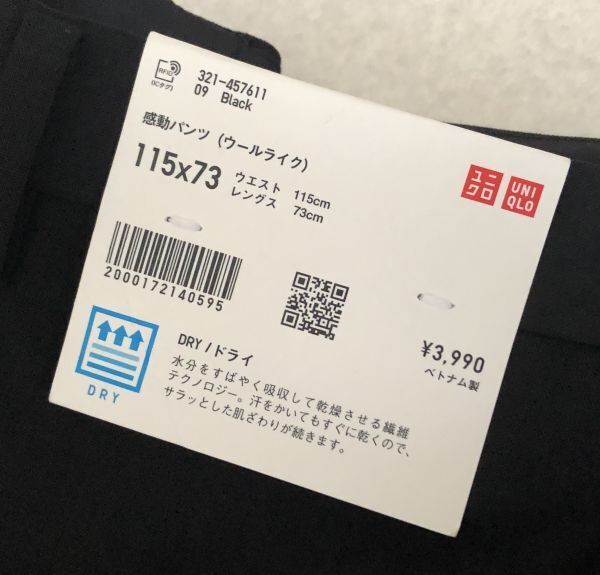 RFID
(ICタグ)
321-457611
09 Black
感動パンツ (ウールライク)
115x73
ウエスト 115cm
レングス 73cm
ユニクロ
UNIQLO
2000172140595
¥3,990
ベトナム製
DRY
DRY/ドライ
水分をすばやく吸収して乾燥させる繊維
テクノロジー。汗をかいてもすぐに乾くので、
サラッとした肌ざわりが続きます。